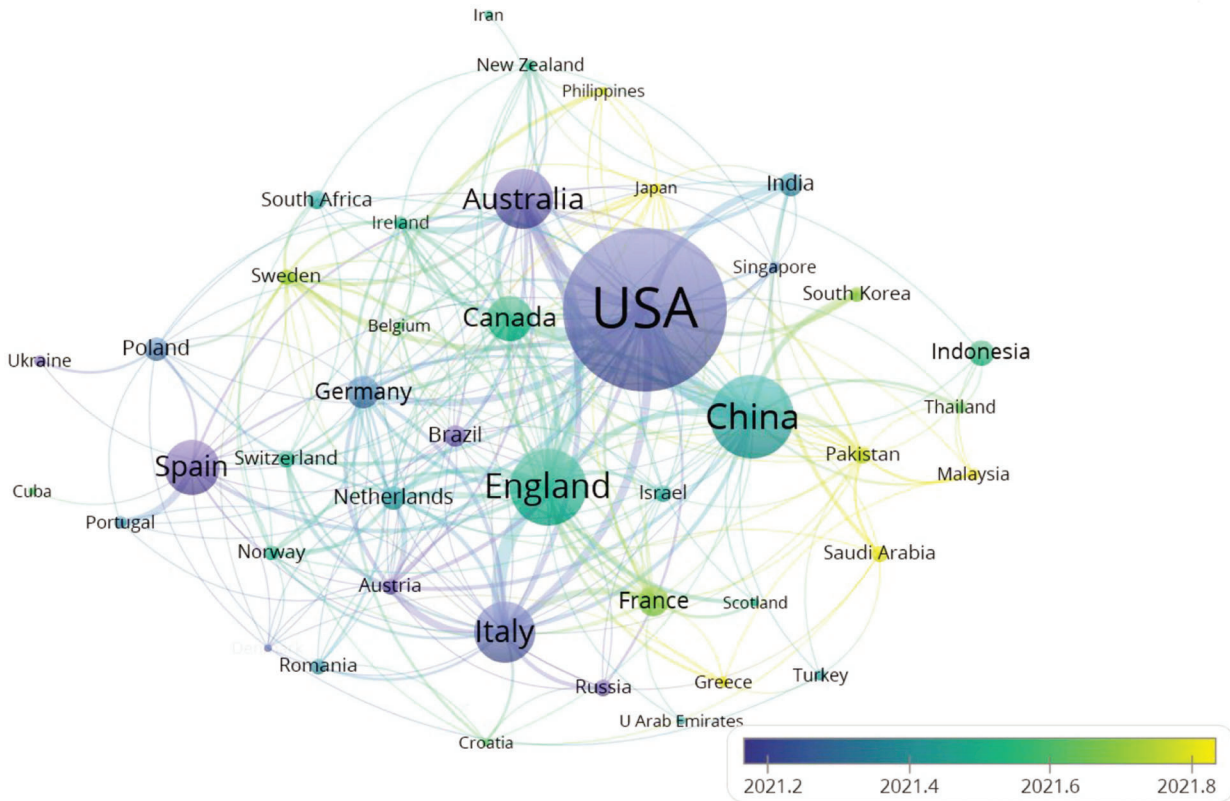 Iran
New Zealand
Philippines
India
Japan
South Africa
Australia
Ireland
Singapore
Sweden
South Korea
USA
Canada
Belgium
Poland
Indonesia
Ukraine
Germany
Thailand
China
Brazil
Pakistan
Switzerland
Spain
Malaysia
Cuba
England
Israel
Netherlands
Portugal
Norway
Saudi Arabia
Austria
France
Scotland
Italy
Romania
Turkey
Greece
Russia
U Arab Emirates
Croatia
2021.2 2021.4 2021.6 2021.8